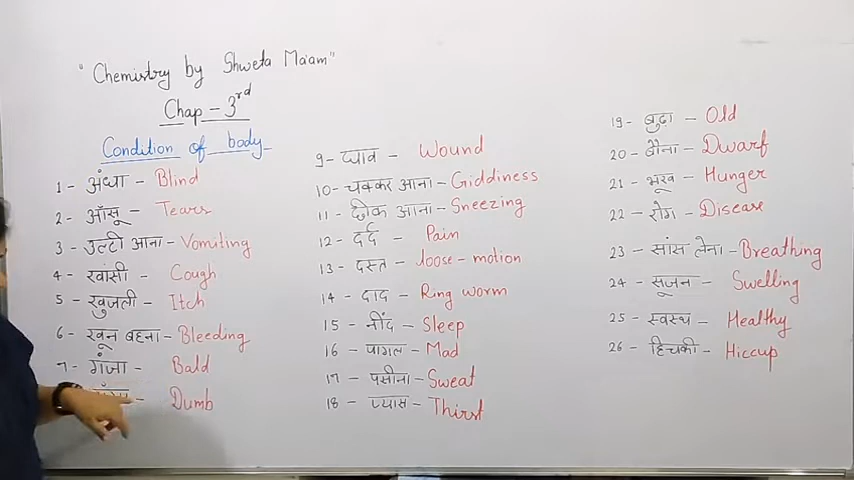 "Chemistry by Shweta Ma'am"
Chap - 3rd
Condition of body
1- अंधा - Blind
2- आँसू - Tears
3- उल्टी आना - Vomiting
4- खांसी - Cough
5- खुजली - Itch
6- खून बहना - Bleeding
7- गंजा - Bald
- Dumb
9- घाव - Wound
10- चक्कर आना - Giddiness
11- छीक आना - Sneezing
12- दर्द - Pain
13- दस्त - loose-motion
14- दाद - Ring worm
15- नींद - Sleep
16- पागल - Mad
17- पसीना - Sweat
18- प्यास - Thirst
19- बुढ़ा - Old
20- बौना - Dwarf
21- भूख - Hunger
22- रोग - Disease
23- सांस लेना - Breathing
24- सूजन - Swelling
25- स्वस्थ - Healthy
26- हिचकी - Hiccup